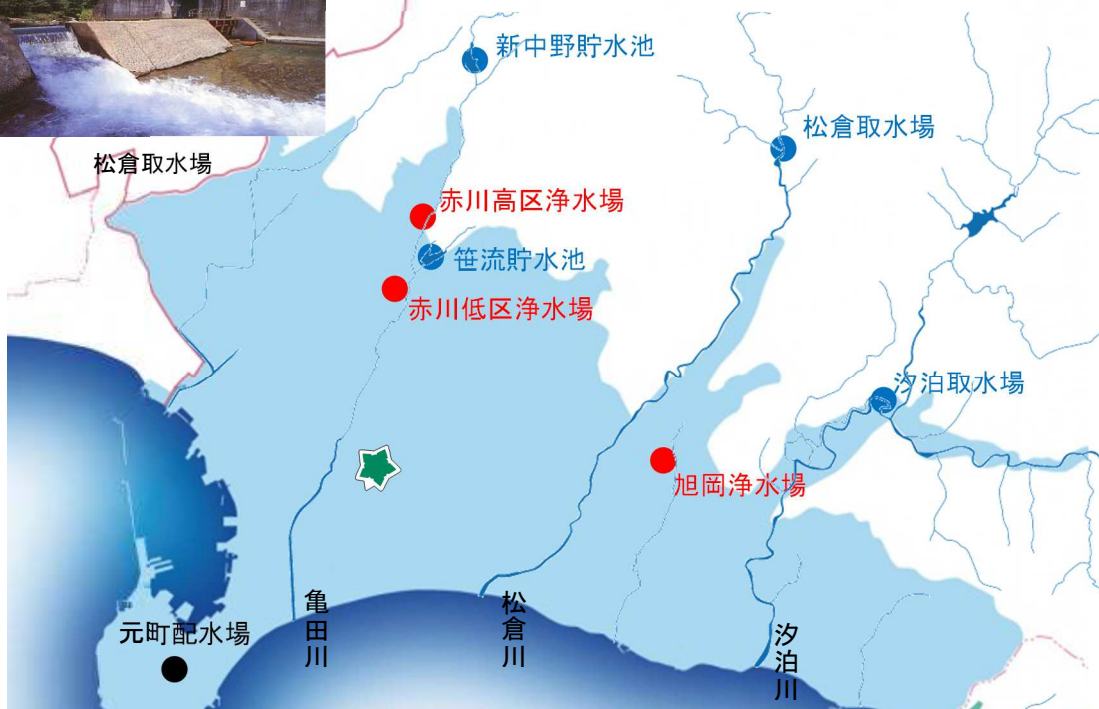 新中野貯水池
松倉取水場
松倉取水場
赤川高区浄水場
笹流貯水池
赤川低区浄水場
汐泊取水場
旭岡浄水場
亀田川
松倉川
元町配水場
汐泊川